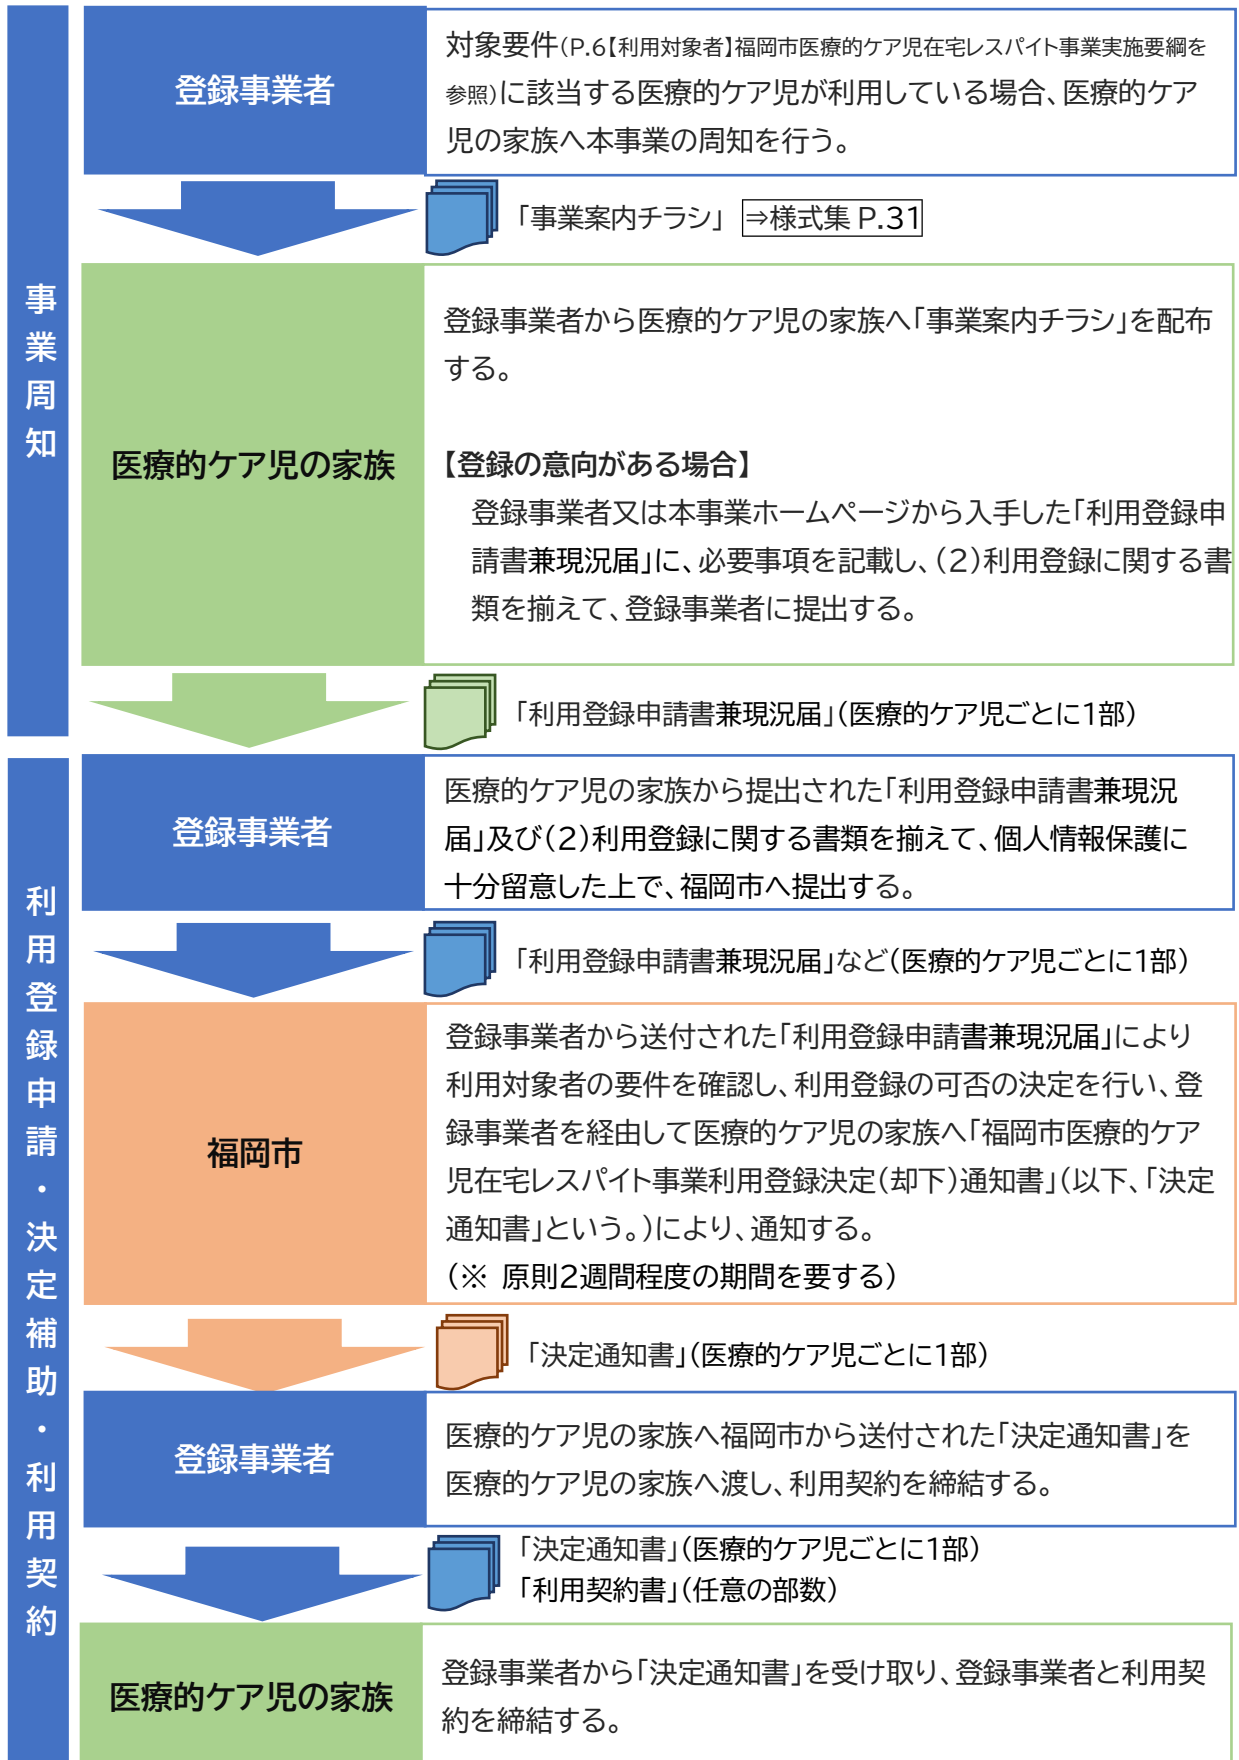 事業周知
登録事業者
対象要件(P.6【利用対象者】福岡市医療的ケア児在宅レスパイト事業実施要綱を
参照)に該当する医療的ケア児が利用している場合、医療的ケア
児の家族へ本事業の周知を行う。
「事業案内チラシ」 ⇒様式集 P.31
医療的ケア児の家族
登録事業者から医療的ケア児の家族へ「事業案内チラシ」を配布
する。
【登録の意向がある場合】
登録事業者又は本事業ホームページから入手した「利用登録申
請書兼現況届」に、必要事項を記載し、(2)利用登録に関する書
類を揃えて、登録事業者に提出する。
「利用登録申請書兼現況届」(医療的ケア児ごとに1部)
利用登録申請・決定補助・利用契約
登録事業者
医療的ケア児の家族から提出された「利用登録申請書兼現況
届」及び(2)利用登録に関する書類を揃えて、個人情報保護に
十分留意した上で、福岡市へ提出する。
「利用登録申請書兼現況届」など(医療的ケア児ごとに1部)
福岡市
登録事業者から送付された「利用登録申請書兼現況届」により
利用対象者の要件を確認し、利用登録の可否の決定を行い、登
録事業者を経由して医療的ケア児の家族へ「福岡市医療的ケア
児在宅レスパイト事業利用登録決定(却下)通知書」(以下、「決定
通知書」という。)により、通知する。
(※ 原則2週間程度の期間を要する)
「決定通知書」(医療的ケア児ごとに1部)
登録事業者
医療的ケア児の家族へ福岡市から送付された「決定通知書」を
医療的ケア児の家族へ渡し、利用契約を締結する。
「決定通知書」(医療的ケア児ごとに1部)
「利用契約書」(任意の部数)
医療的ケア児の家族
登録事業者から「決定通知書」を受け取り、登録事業者と利用契
約を締結する。